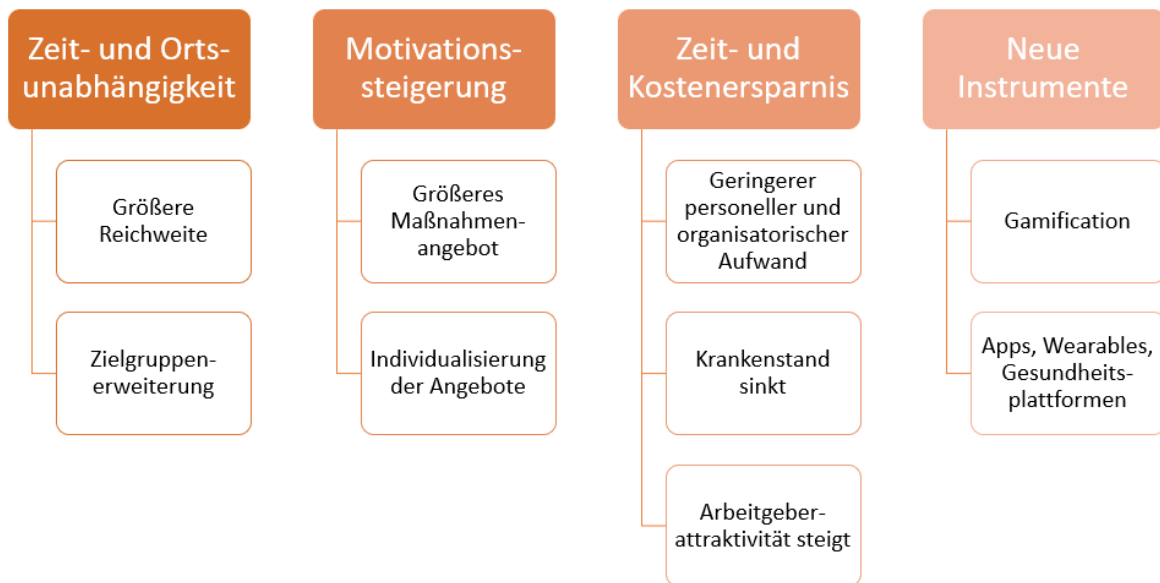 Zeit- und Orts-
unabhängigkeit
Größere
Reichweite
Zielgruppen-
erweiterung
Motivations-
steigerung
Größeres
Maßnahmen-
angebot
Individualisierung
der Angebote
Zeit- und
Kostenersparnis
Geringerer
personeller und
organisatorischer
Aufwand
Krankenstand
sinkt
Arbeitgeber-
attraktivität steigt
Neue
Instrumente
Gamification
Apps, Wearables,
Gesundheits-
plattformen